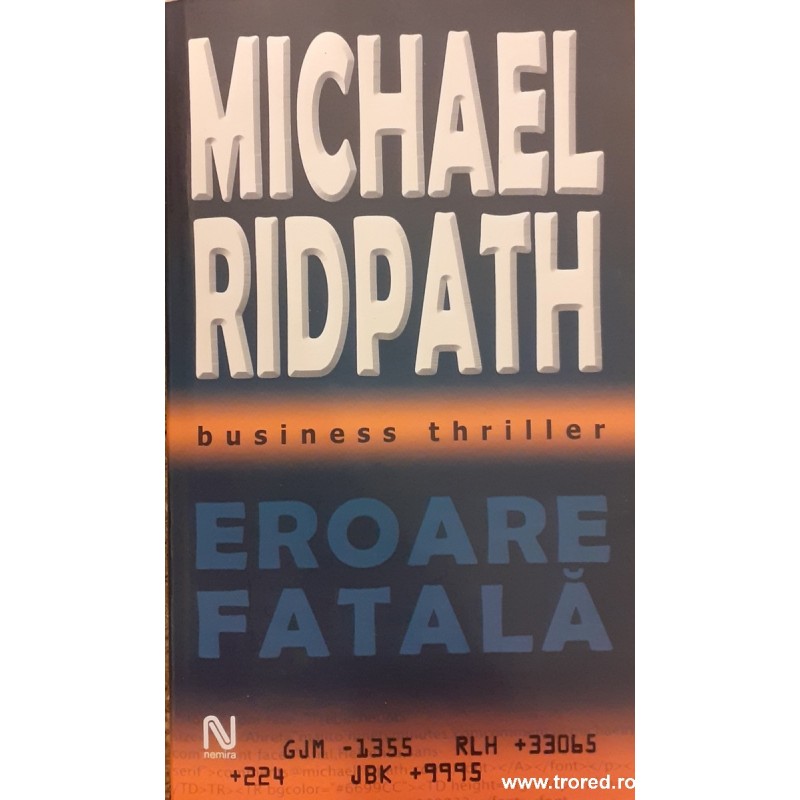 MICHAEL
RIDPATH
business thriller
EROARE
FATALĂ
nemira
GJM -1355 RLH +33065
+224 JBK +9995
www.trored.ro